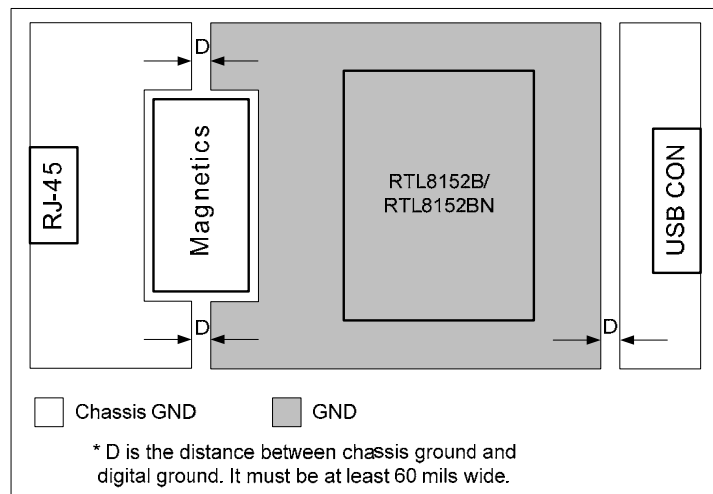 D
RJ-45
Magnetics
RTL8152B/
RTL8152BN
USB CON
D
D
Chassis GND
GND
* D is the distance between chassis ground and
digital ground. It must be at least 60 mils wide.